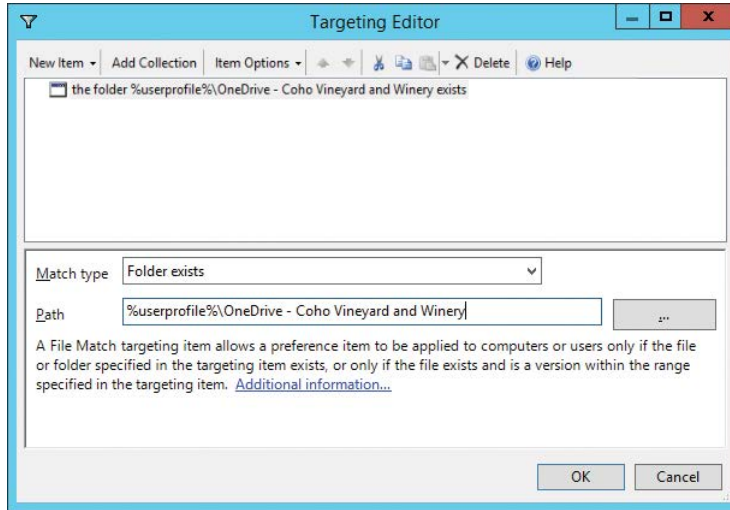 Targeting Editor
New Item Add Collection Item Options Delete Help
the folder %userprofile%\OneDrive - Coho Vineyard and Winery exists
Match type Folder exists
Path %userprofile%\OneDrive - Coho Vineyard and Winery ...
A File Match targeting item allows a preference item to be applied to computers or users only if the file
or folder specified in the targeting item exists, or only if the file exists and is a version within the range
specified in the targeting item. Additional information...
OK Cancel